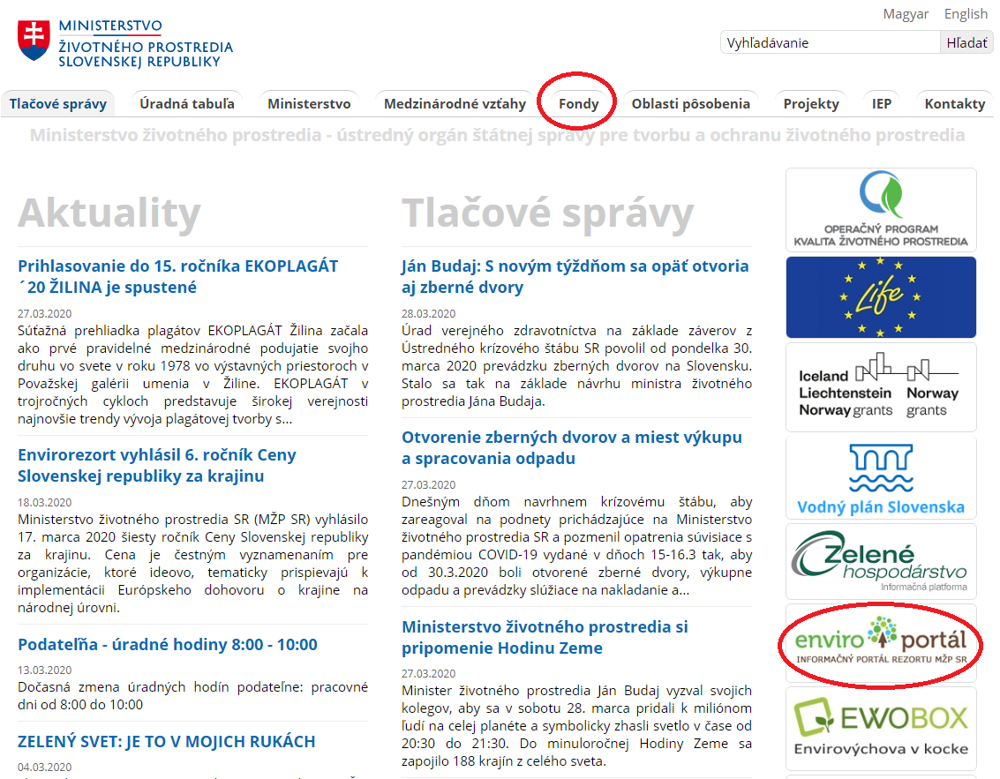 Magyar English
MINISTERSTVO
ŽIVOTNÉHO PROSTREDIA
SLOVENSKEJ REPUBLIKY
Vyhľadávanie Hľadať
Tlačové správy Úradná tabuľa Ministerstvo Medzinárodné vzťahy Fondy Oblasti pôsobenia Projekty IEP Kontakty
Ministerstvo životného prostredia - ústredný orgán štátnej správy pre tvorbu a ochranu životného prostredia
Aktuality
Prihlasovanie do 15. ročníka EKOPLAGÁT
´20 ŽILINA je spustené
27.03.2020
Súťažná prehliadka plagátov EKOPLAGÁT Žilina začala
ako prvé pravidelné medzinárodné podujatie svojho
druhu vo svete v roku 1978 vo výstavných priestoroch v
Považskej galérii umenia v Žiline. EKOPLAGÁT v
trojročných cykloch predstavuje širokej verejnosti
najnovšie trendy vývoja plagátovej tvorby s...
Envirorezort vyhlásil 6. ročník Ceny
Slovenskej republiky za krajinu
18.03.2020
Ministerstvo životného prostredia SR (MŽP SR) vyhlásilo
17. marca 2020 šiesty ročník Ceny Slovenskej republiky
za krajinu. Cena je čestným vyznamenaním pre
organizácie, ktoré ideovo, tematicky prispievajú k
implementácii Európskeho dohovoru o krajine na
národnej úrovni.
Podateľňa - úradné hodiny 8:00 - 10:00
13.03.2020
Dočasná zmena úradných hodín podateľne: pracovné
dni od 8:00 do 10:00
ZELENÝ SVET: JE TO V MOJICH RUKÁCH
04.03.2020
Tlačové správy
Ján Budaj: S novým týždňom sa opäť otvoria
aj zberné dvory
28.03.2020
Úrad verejného zdravotníctva na základe záverov z
Ústredného krízového štábu SR povolil od pondelka 30.
marca 2020 prevádzku zberných dvorov na Slovensku.
Stalo sa tak na základe návrhu ministra životného
prostredia Jána Budaja.
Otvorenie zberných dvorov a miest výkupu
a spracovania odpadu
27.03.2020
Dnešným dňom navrhnem krízovému štábu, aby
zareagoval na podnety prichádzajúce na Ministerstvo
životného prostredia SR a pozmenil opatrenia súvisiace s
pandémiou COVID-19 vydané v dňoch 15-16.3 tak, aby
od 30.3.2020 boli otvorené zberné dvory, výkupne
odpadu a prevádzky slúžiace na nakladanie a...
Ministerstvo životného prostredia si
pripomenie Hodinu Zeme
27.03.2020
Minister životného prostredia Ján Budaj vyzval svojich
kolegov, aby sa v sobotu 28. marca pridali k miliónom
ľudí na celej planéte a symbolicky zhasli svetlo v čase od
20:30 do 21:30. Do minuloročnej Hodiny Zeme sa
zapojilo 188 krajín z celého sveta.
OPERAČNÝ PROGRAM
KVALITA ŽIVOTNÉHO PROSTREDIA
Life
Iceland
Liechtenstein Norway
Norway grants grants
Vodný plán Slovenska
Zelené
hospodárstvo
Informačná platforma
enviro portál
INFORMAČNÝ PORTÁL REZORTU MŽP SR
EWOBOX
Envirovýchova v kocke